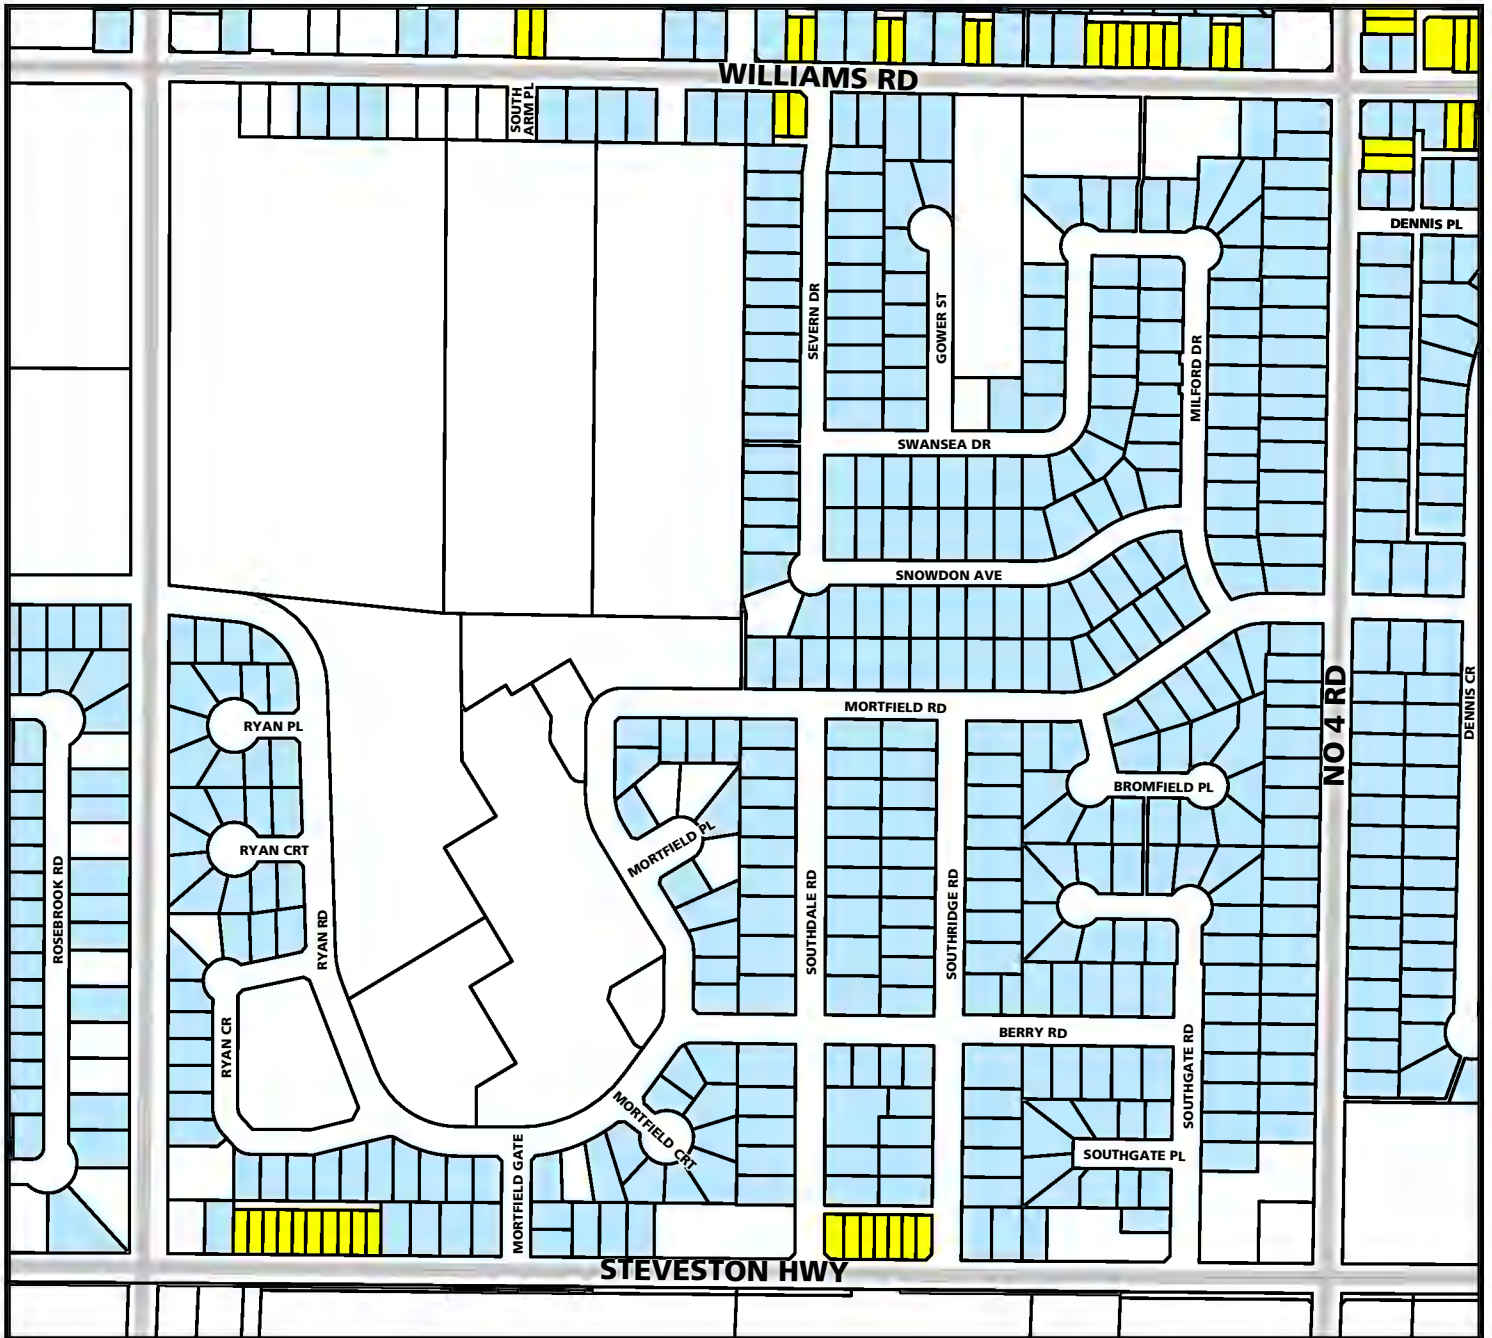 WILLIAMS RD
SOUTH
ARM PL
DENNIS PL
SEVERN DR
GOWER ST
MILFORD DR
SWANSEA DR
SNOWDON AVE
NO 4 RD
DENNIS CR
MORTFIELD RD
RYAN PL
BROMFIELD PL
MORTFIELD PL
RYAN CRT
ROSEBROOK RD
RYAN RD
SOUTHDALE RD
SOUTHRIDGE RD
RYAN CR
BERRY RD
SOUTHGATE RD
MORTFIELD CRT
SOUTHGATE PL
MORTFIELD GATE
STEVESTON HWY